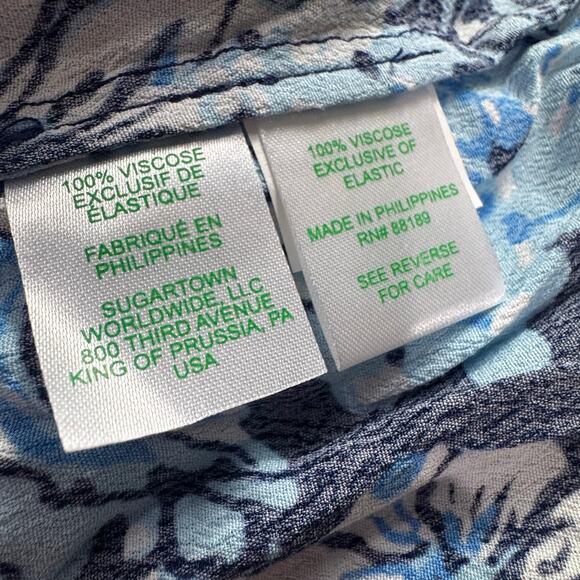 100% VISCOSE
EXCLUSIF DE
ÉLASTIQUE
FABRIQUÉ EN
PHILIPPINES
SUGARTOWN
WORLDWIDE, LLC
800 THIRD AVENUE
KING OF PRUSSIA, PA
USA
100% VISCOSE
EXCLUSIVE OF
ELASTIC
MADE IN PHILIPPINES
RN# 88189
SEE REVERSE
FOR CARE